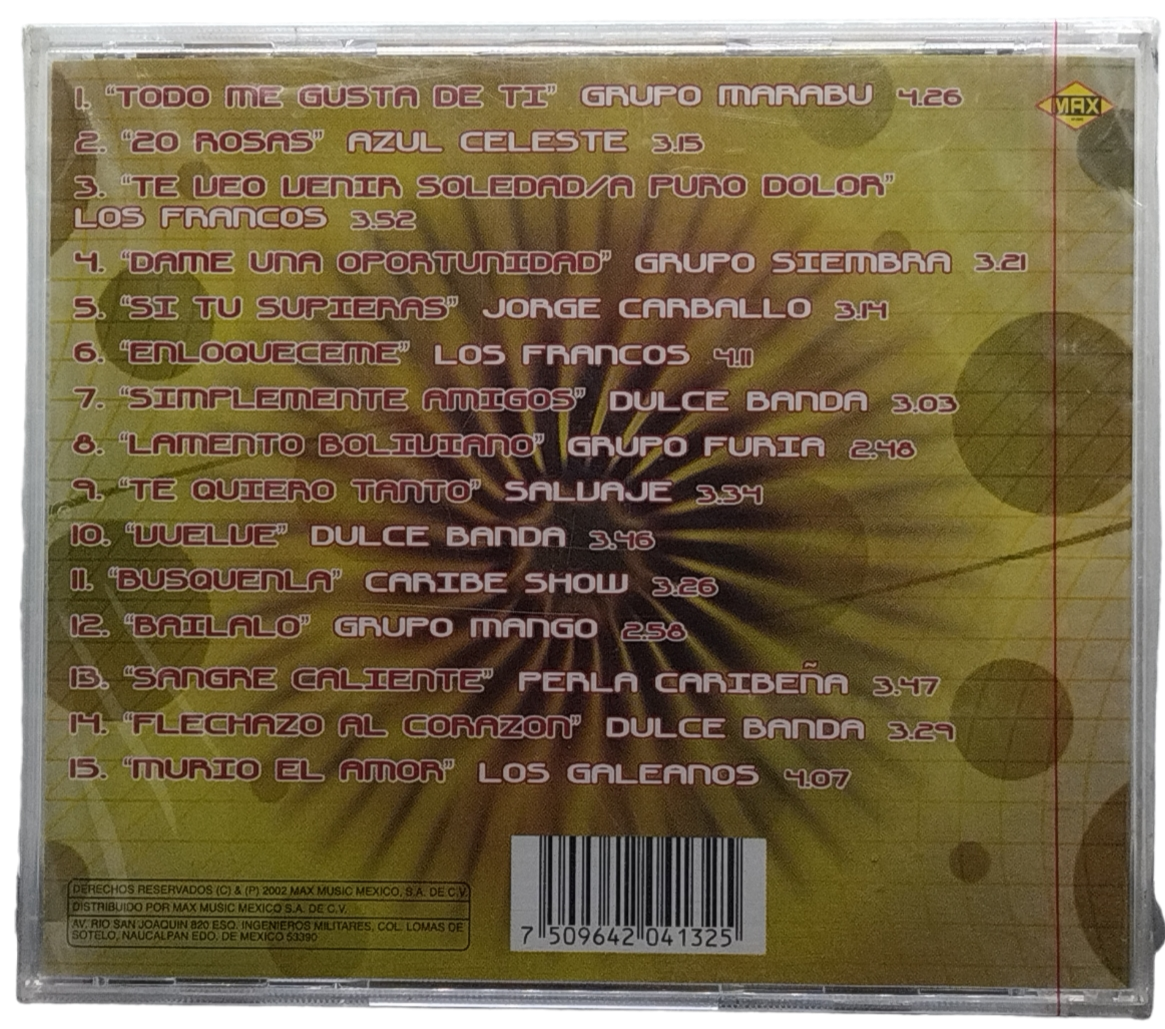 1. "TODO ME GUSTA DE TI" GRUPO MARABU 4.26
MAX
2. "20 ROSAS" AZUL CELESTE 3.15
3. "TE VEO VENIR SOLEDAD/A PURO DOLOR"
LOS FRANCOS 3.52
4. "DAME UNA OPORTUNIDAD" GRUPO SIEMBRA 3.21
5. "SI TU SUPIERAS" JORGE CARBALLO 3.14
6. "ENLOQUECEME" LOS FRANCOS 4.11
7. "SIMPLEMENTE AMIGOS" DULCE BANDA 3.03
8. "LAMENTO BOLIVIANO" GRUPO FURIA 2.48
9. "TE QUIERO TANTO" SALVAJE 3.34
10. "VUELVE" DULCE BANDA 3.46
11. "BUSQUENLA" CARIBE SHOW 3.26
12. "BAILALO" GRUPO MANGO 2.58
13. "SANGRE CALIENTE" PERLA CARIBEÑA 3.47
14. "FLECHAZO AL CORAZON" DULCE BANDA 3.29
15. "MURIO EL AMOR" LOS GALEANOS 4.07
DERECHOS RESERVADOS (C) & (P) 2002 MAX MUSIC MEXICO, S.A. DE C.V.
DISTRIBUIDO POR MAX MUSIC MEXICO S.A. DE C.V.
AV. RIO SAN JOAQUIN 820 ESQ. INGENIEROS MILITARES, COL. LOMAS DE
SOTELO, NAUCALPAN EDO. DE MEXICO 53390
7 509642 041325